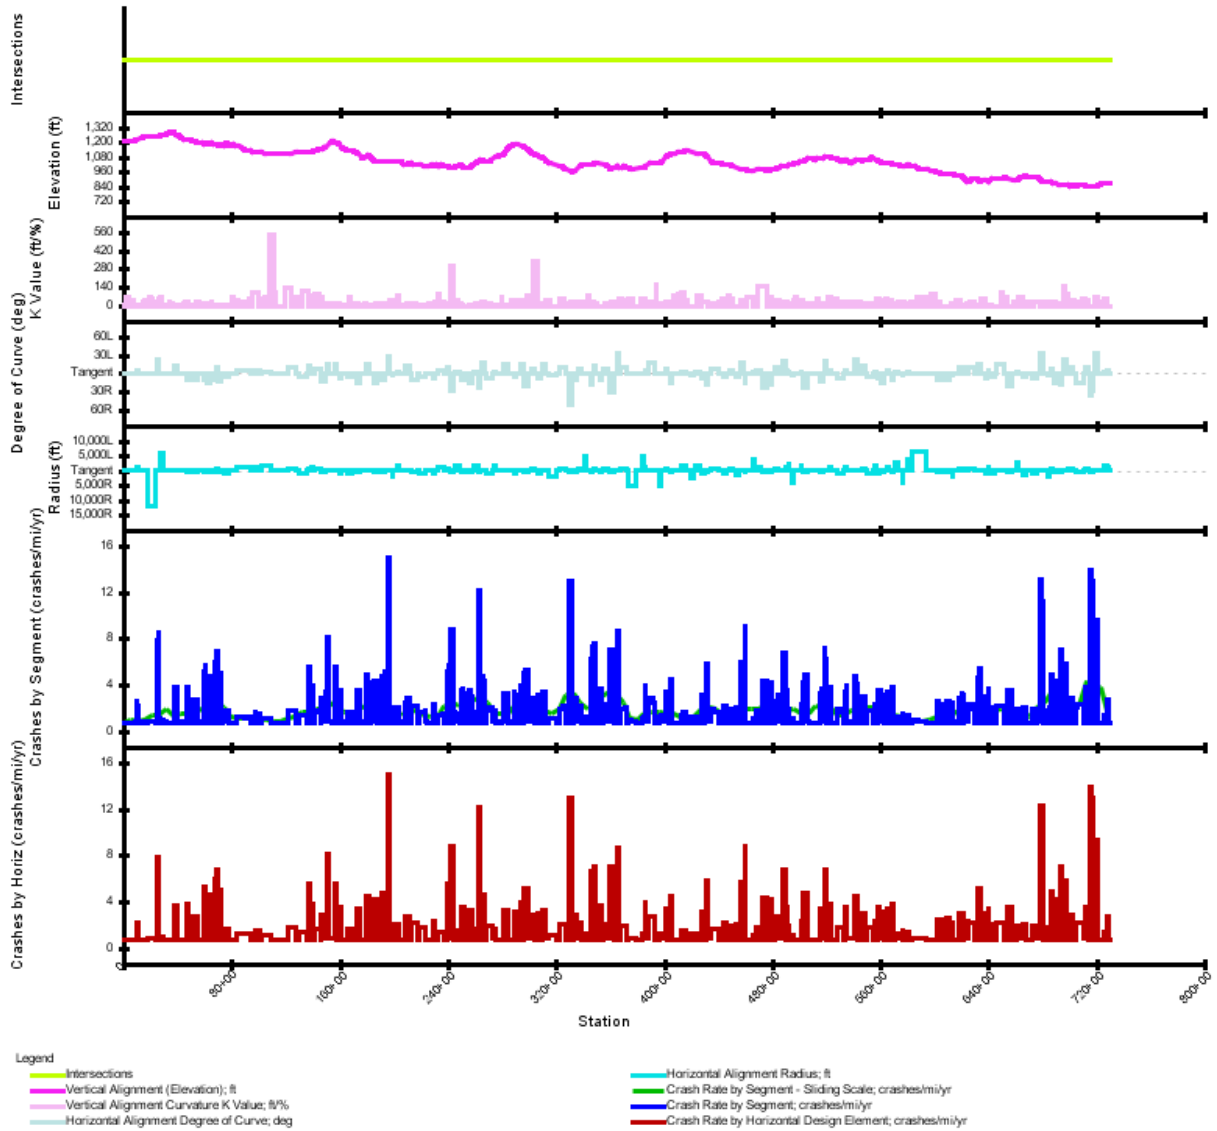 Intersections
Elevation (ft)
1,320
1,200
1,080
960
840
720
K Value (ft/%)
560
420
280
140
0
Degree of Curve (deg)
60L
30L
Tangent
30R
60R
Radius (ft)
10,000L
5,000L
Tangent
5,000R
10,000R
15,000R
Crashes by Segment (crashes/mi/yr)
16
12
8
4
0
Crashes by Horiz (crashes/mi/yr)
16
12
8
4
0
0 80+00 160+00 240+00 320+00 400+00 480+00 560+00 640+00 720+00 800+00
Station
Legend
Intersections
Vertical Alignment (Elevation); ft
Vertical Alignment Curvature K Value; ft/%
Horizontal Alignment Degree of Curve; deg
Horizontal Alignment Radius; ft
Crash Rate by Segment - Sliding Scale; crashes/mi/yr
Crash Rate by Segment; crashes/mi/yr
Crash Rate by Horizontal Design Element; crashes/mi/yr